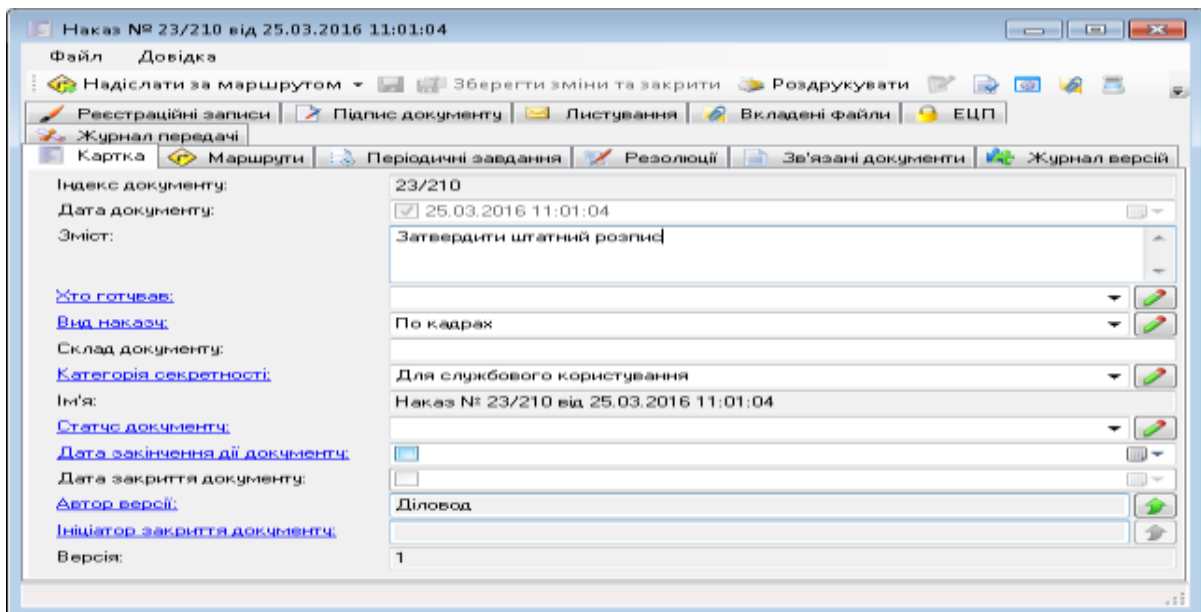 Наказ № 23/210 від 25.03.2016 11:01:04
Файл Довідка
Надіслати за маршрутом Зберегти зміни та закрити Роздрукувати
Реєстраційні записи Підпис документу Листування Вкладені файли ЕЦП
Журнал передачі
Картка Маршрути Періодичні завдання Резолюції Зв'язані документи Журнал версій
Індекс документу: 23/210
Дата документу: 25.03.2016 11:01:04
Зміст: Затвердити штатний розпис
Хто готував:
Вид наказу: По кадрах
Склад документу:
Категорія секретності: Для службового користування
Ім'я: Наказ № 23/210 від 25.03.2016 11:01:04
Статус документу:
Дата закінчення дії документу:
Дата закриття документу:
Автор версії: Діловод
Ініціатор закриття документу:
Версія: 1